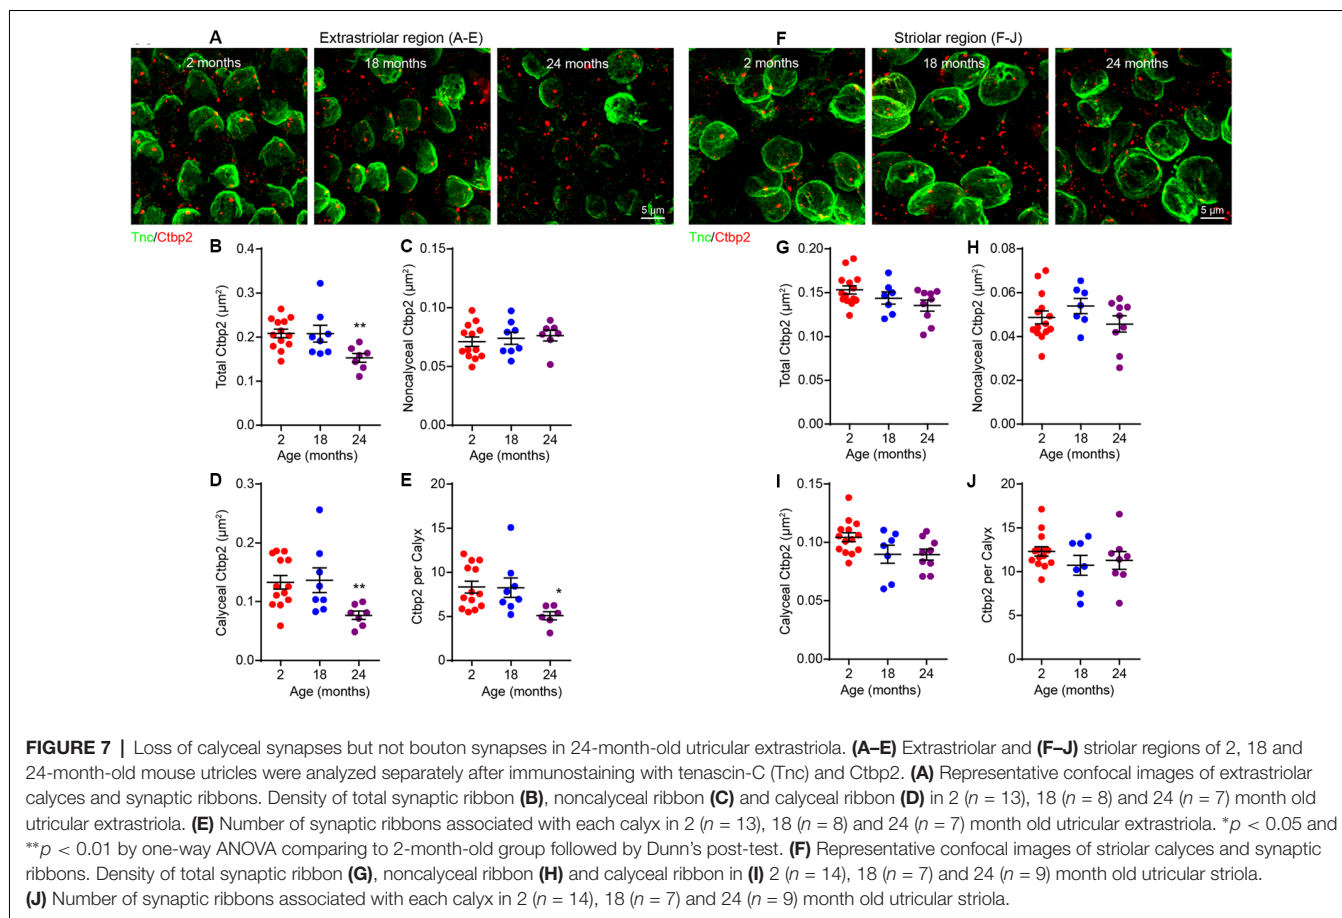 A Extrastriolar region (A-E)
2 months 18 months 24 months
5 µm
Tnc/Ctbp2
F Striolar region (F-J)
2 months 18 months 24 months
5 µm
Tnc/Ctbp2
B
Total Ctbp2 (µm²)
0.4
0.3
0.2
0.1
0.0
**
2 18 24
Age (months)
C
Noncalyceal Ctbp2 (µm²)
0.15
0.10
0.05
0.00
2 18 24
Age (months)
G
Total Ctbp2 (µm²)
0.20
0.15
0.10
0.05
0.00
2 18 24
Age (months)
H
Noncalyceal Ctbp2 (µm²)
0.08
0.06
0.04
0.02
0.00
2 18 24
Age (months)
D
Calyceal Ctbp2 (µm²)
0.3
0.2
0.1
0.0
**
2 18 24
Age (months)
E
Ctbp2 per Calyx
20
15
10
5
0
*
2 18 24
Age (months)
I
Calyceal Ctbp2 (µm²)
0.15
0.10
0.05
0.00
2 18 24
Age (months)
J
Ctbp2 per Calyx
20
15
10
5
0
2 18 24
Age (months)
FIGURE 7 | Loss of calyceal synapses but not bouton synapses in 24-month-old utricular extrastriola. (A–E) Extrastriolar and (F–J) striolar regions of 2, 18 and
24-month-old mouse utricles were analyzed separately after immunostaining with tenascin-C (Tnc) and Ctbp2. (A) Representative confocal images of extrastriolar
calyces and synaptic ribbons. Density of total synaptic ribbon (B), noncalyceal ribbon (C) and calyceal ribbon (D) in 2 (n = 13), 18 (n = 8) and 24 (n = 7) month old
utricular extrastriola. (E) Number of synaptic ribbons associated with each calyx in 2 (n = 13), 18 (n = 8) and 24 (n = 7) month old utricular extrastriola. *p < 0.05 and
**p < 0.01 by one-way ANOVA comparing to 2-month-old group followed by Dunn's post-test. (F) Representative confocal images of striolar calyces and synaptic
ribbons. Density of total synaptic ribbon (G), noncalyceal ribbon (H) and calyceal ribbon in (I) 2 (n = 14), 18 (n = 7) and 24 (n = 9) month old utricular striola.
(J) Number of synaptic ribbons associated with each calyx in 2 (n = 14), 18 (n = 7) and 24 (n = 9) month old utricular striola.